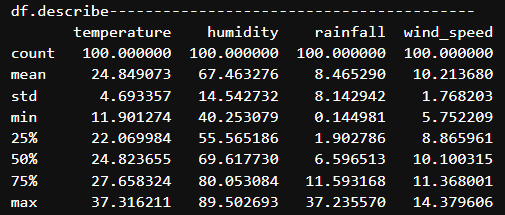 df.describe-----------------------------------------
temperature humidity rainfall wind_speed
count 100.000000 100.000000 100.000000 100.000000
mean 24.849073 67.463276 8.465290 10.213680
std 4.693357 14.542732 8.142942 1.768203
min 11.901274 40.253079 0.144981 5.752209
25% 22.069984 55.565186 1.902786 8.865961
50% 24.823655 69.617730 6.596513 10.100315
75% 27.658324 80.053084 11.593168 11.368001
max 37.316211 89.502693 37.235570 14.379606